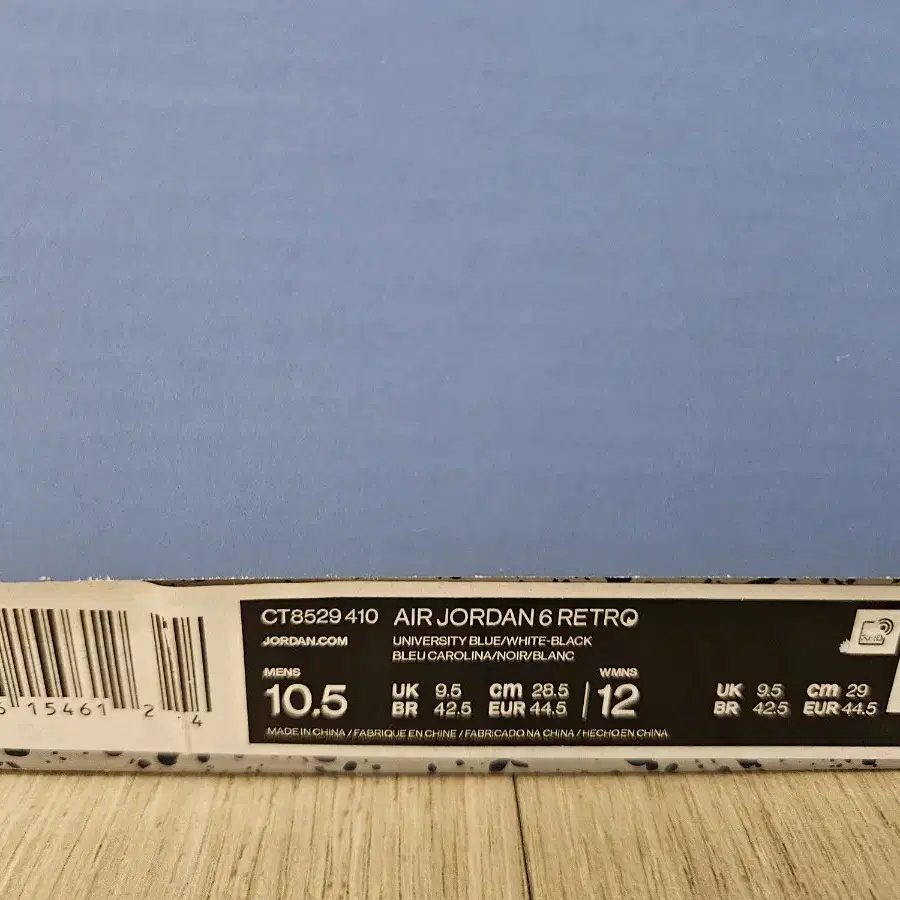 CT8529 410 AIR JORDAN 6 RETRO
JORDAN.COM UNIVERSITY BLUE/WHITE-BLACK
BLEU CAROLINA/NOIR/BLANC
MENS WMNS
10.5 UK 9.5 cm 28.5 12 UK 9.5 cm 29
BR 42.5 EUR 44.5 BR 42.5 EUR 44.5
15461 2 4
MADE IN CHINA / FABRIQUE EN CHINE / FABRICADO NA CHINA / HECHO EN CHINA